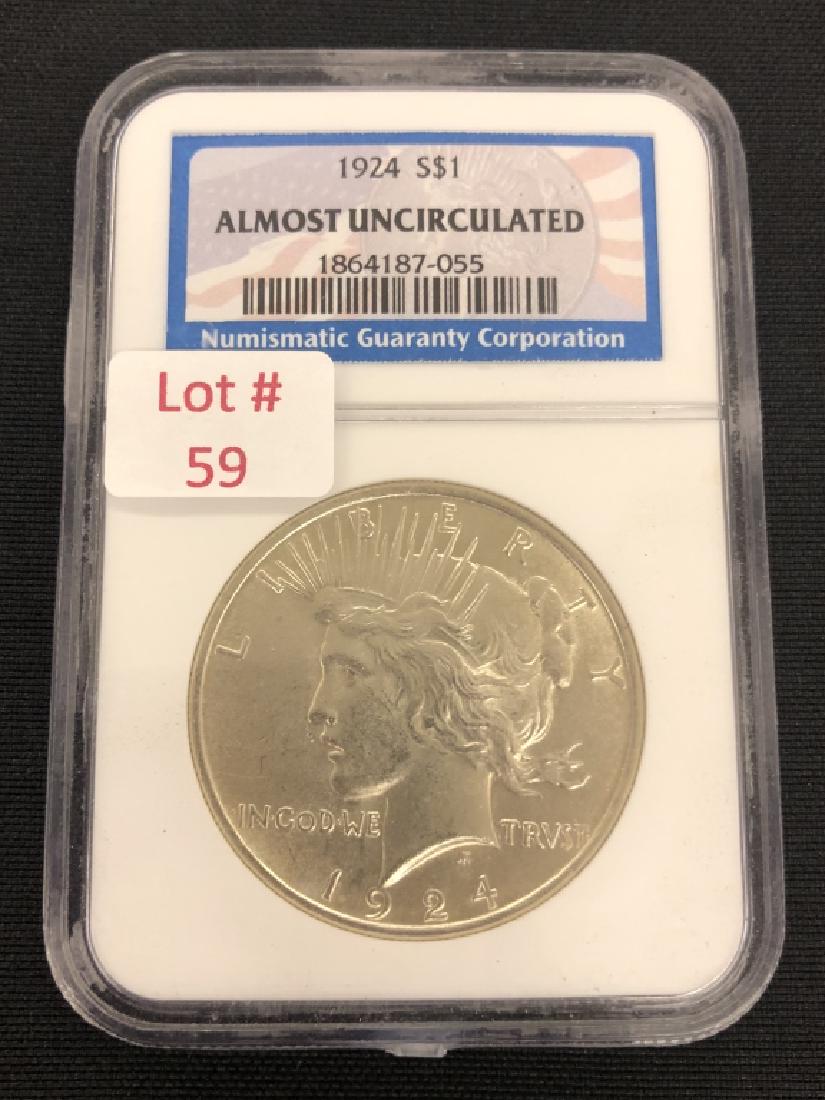 1924 S$1
ALMOST UNCIRCULATED
1864187-055
Numismatic Guaranty Corporation
Lot #
59
LIBERTY
IN·GOD·WE TRVST
1924